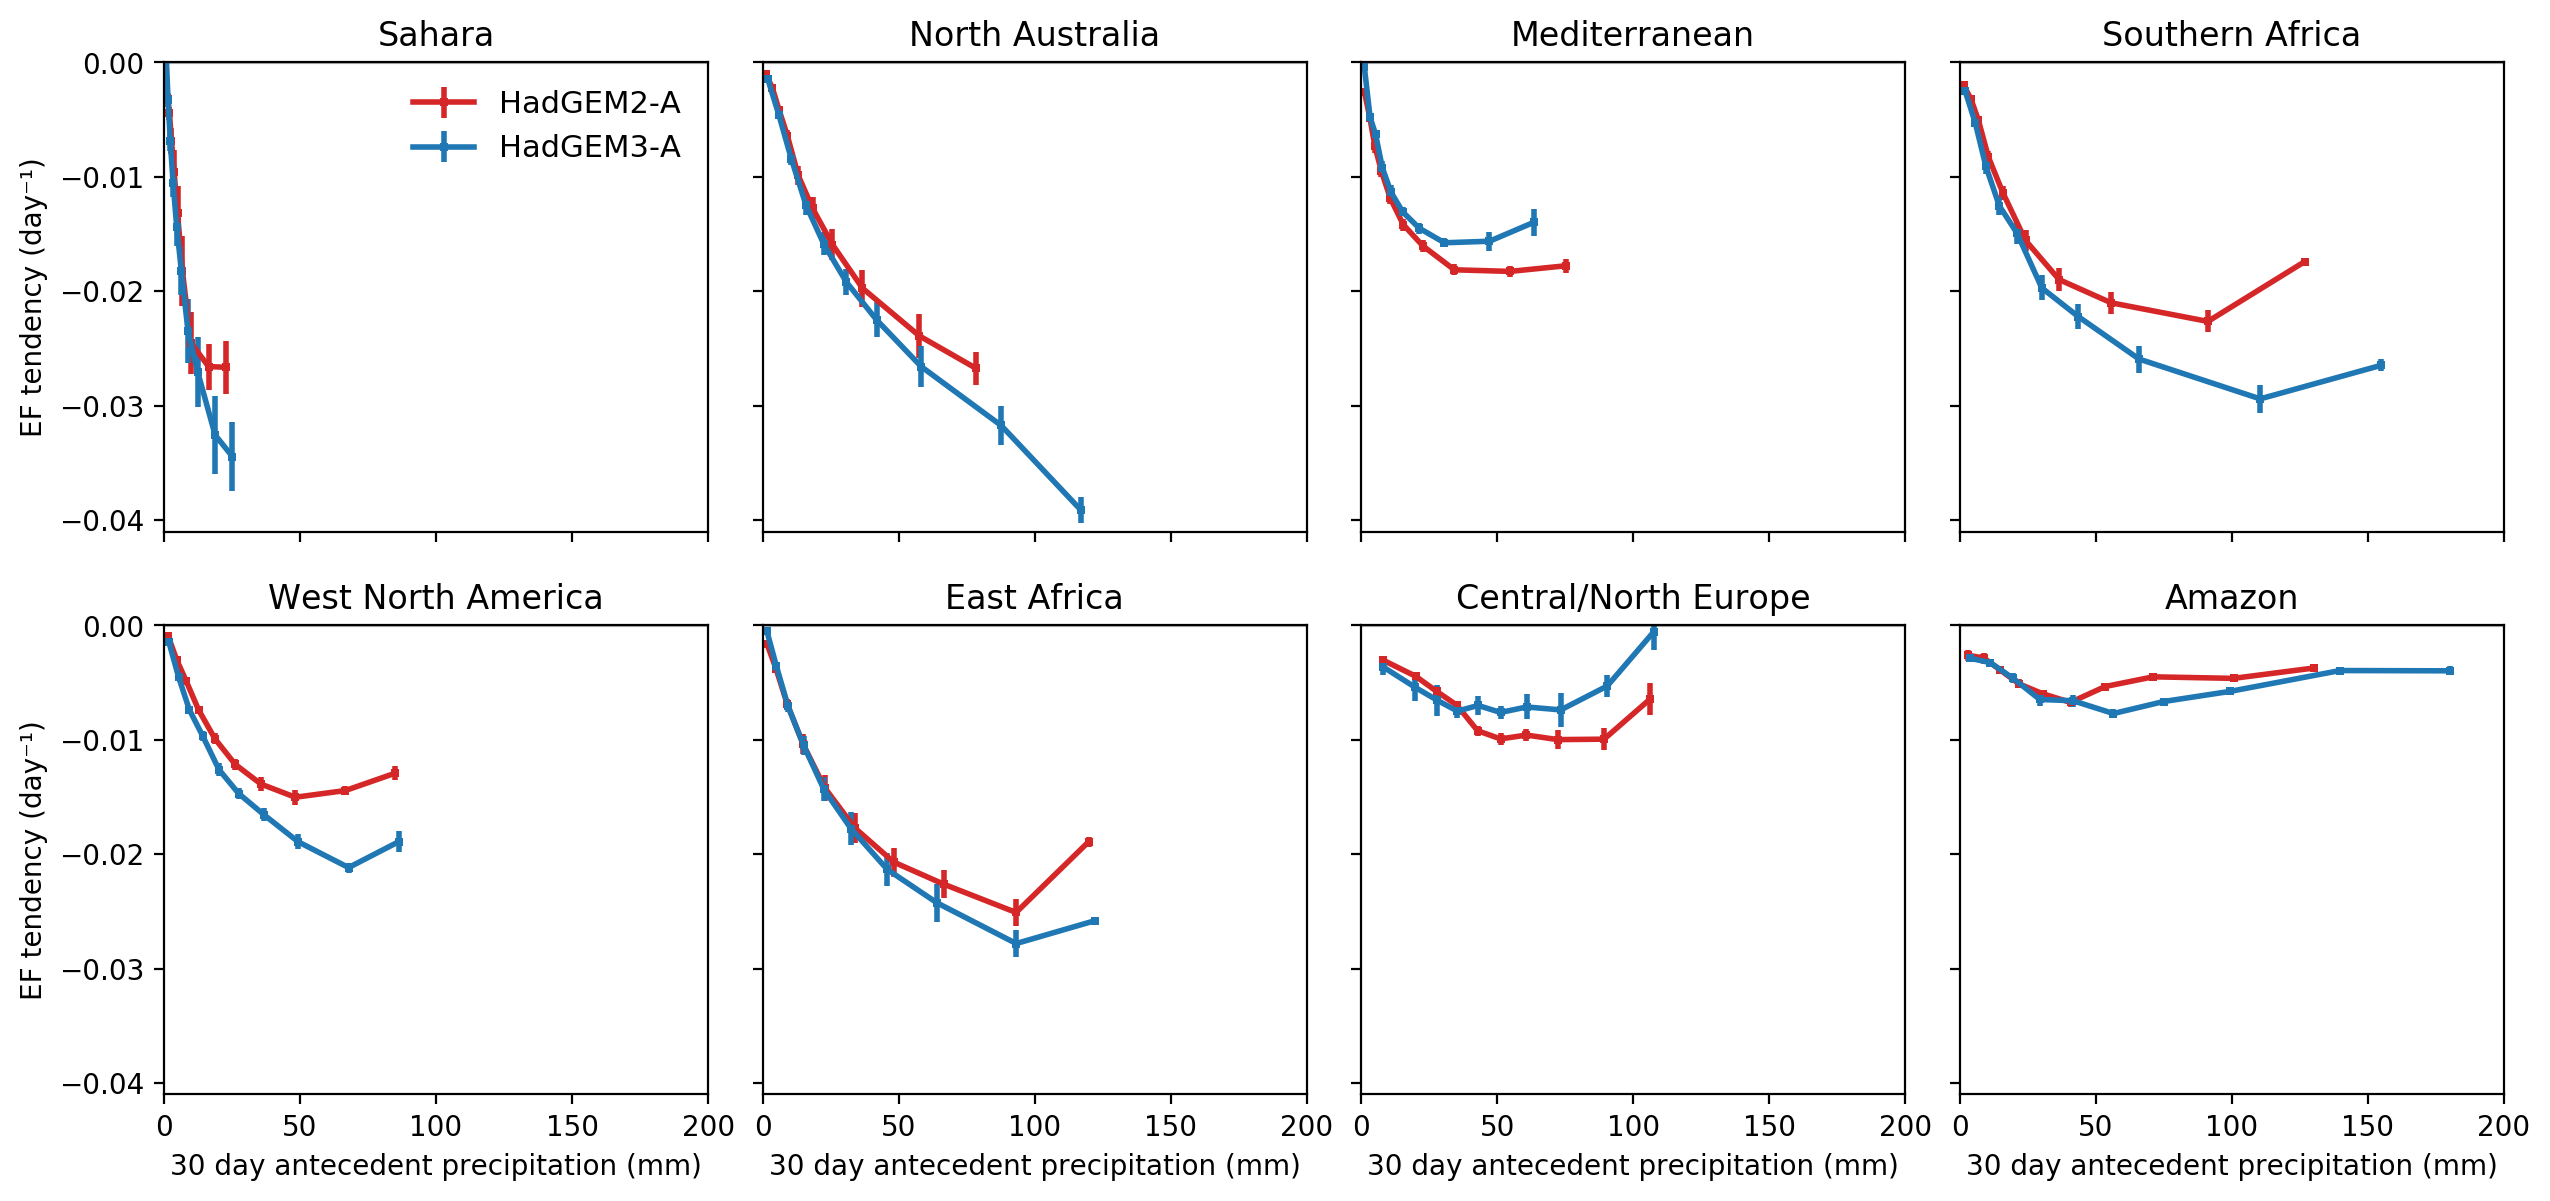 Sahara
North Australia
Mediterranean
Southern Africa
0.00
−0.01
−0.02
−0.03
−0.04
EF tendency (day⁻¹)
HadGEM2-A
HadGEM3-A
West North America
East Africa
Central/North Europe
Amazon
0.00
−0.01
−0.02
−0.03
−0.04
EF tendency (day⁻¹)
0 50 100 150 200
0 50 100 150 200
0 50 100 150 200
0 50 100 150 200
30 day antecedent precipitation (mm)
30 day antecedent precipitation (mm)
30 day antecedent precipitation (mm)
30 day antecedent precipitation (mm)